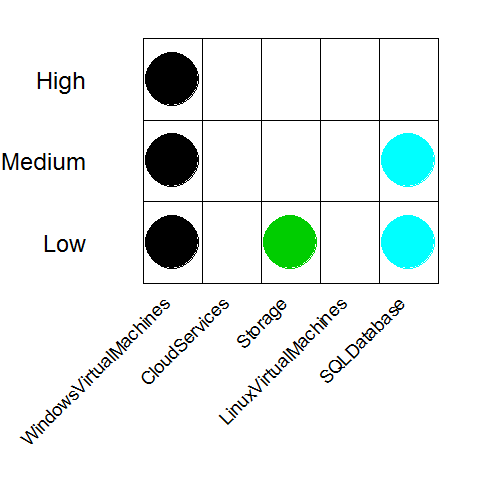 High
Medium
Low
WindowsVirtualMachines
CloudServices
Storage
LinuxVirtualMachines
SQLDatabase